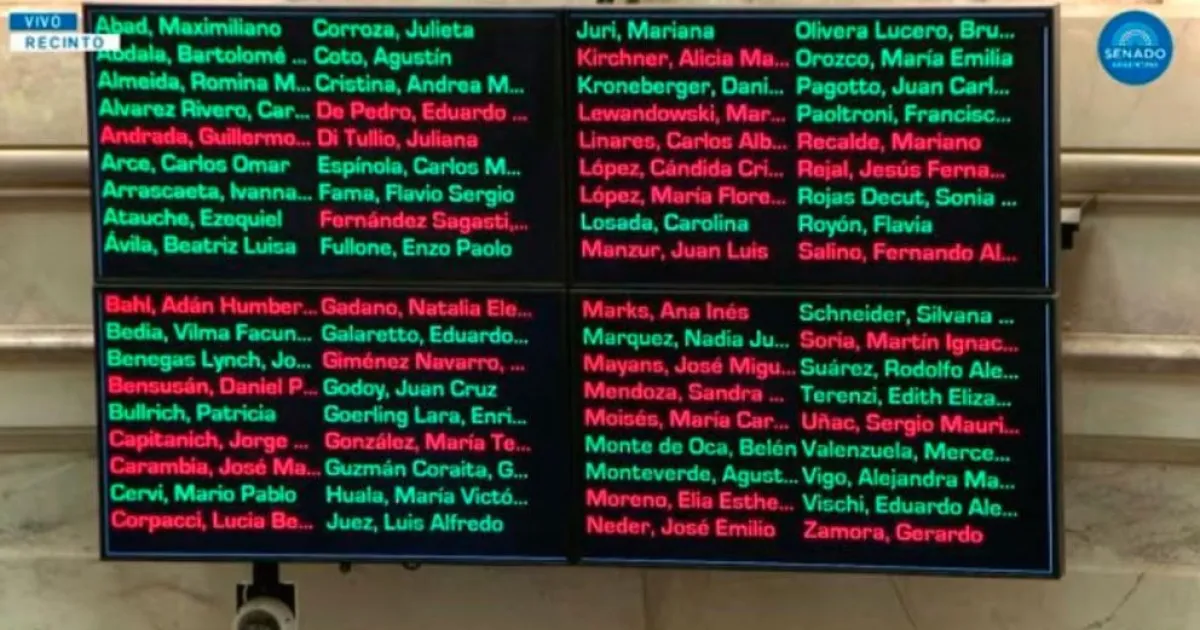 VIVO
RECINTO
SENADO
ARGENTINA
Abad, Maximiliano
Abdala, Bartolomé ...
Almeida, Romina M...
Alvarez Rivero, Car...
Andrada, Guillermo...
Arce, Carlos Omar
Arrascaeta, Ivanna...
Atauche, Ezequiel
Ávila, Beatriz Luisa
Corroza, Julieta
Coto, Agustín
Cristina, Andrea M...
De Pedro, Eduardo ...
Di Tullio, Juliana
Espínola, Carlos M...
Fama, Flavio Sergio
Fernández Sagasti,...
Fullone, Enzo Paolo
Juri, Mariana
Kirchner, Alicia Ma...
Kroneberger, Dani...
Lewandowski, Mar...
Linares, Carlos Alb...
López, Cándida Cri...
López, María Flore...
Losada, Carolina
Manzur, Juan Luis
Olivera Lucero, Bru...
Orozco, María Emilia
Pagotto, Juan Carl...
Paoltroni, Francisc...
Recalde, Mariano
Rejal, Jesús Ferna...
Rojas Decut, Sonia ...
Royón, Flavia
Salino, Fernando Al...
Bahl, Adán Humber...
Bedia, Vilma Facun...
Benegas Lynch, Jo...
Bensusán, Daniel P...
Bullrich, Patricia
Capitanich, Jorge ...
Carambia, José Ma...
Cervi, Mario Pablo
Corpacci, Lucia Be...
Gadano, Natalia Ele...
Galaretto, Eduardo...
Giménez Navarro, ...
Godoy, Juan Cruz
Goerling Lara, Enri...
González, María Te...
Guzmán Coraita, G...
Huala, María Victó...
Juez, Luis Alfredo
Marks, Ana Inés
Marquez, Nadia Ju...
Mayans, José Migu...
Mendoza, Sandra ...
Moisés, María Car...
Monte de Oca, Belén
Monteverde, Agust...
Moreno, Elia Esthe...
Neder, José Emilio
Schneider, Silvana ...
Soria, Martín Ignac...
Suárez, Rodolfo Ale...
Terenzi, Edith Eliza...
Uñac, Sergio Mauri...
Valenzuela, Merce...
Vigo, Alejandra Ma...
Vischi, Eduardo Ale...
Zamora, Gerardo